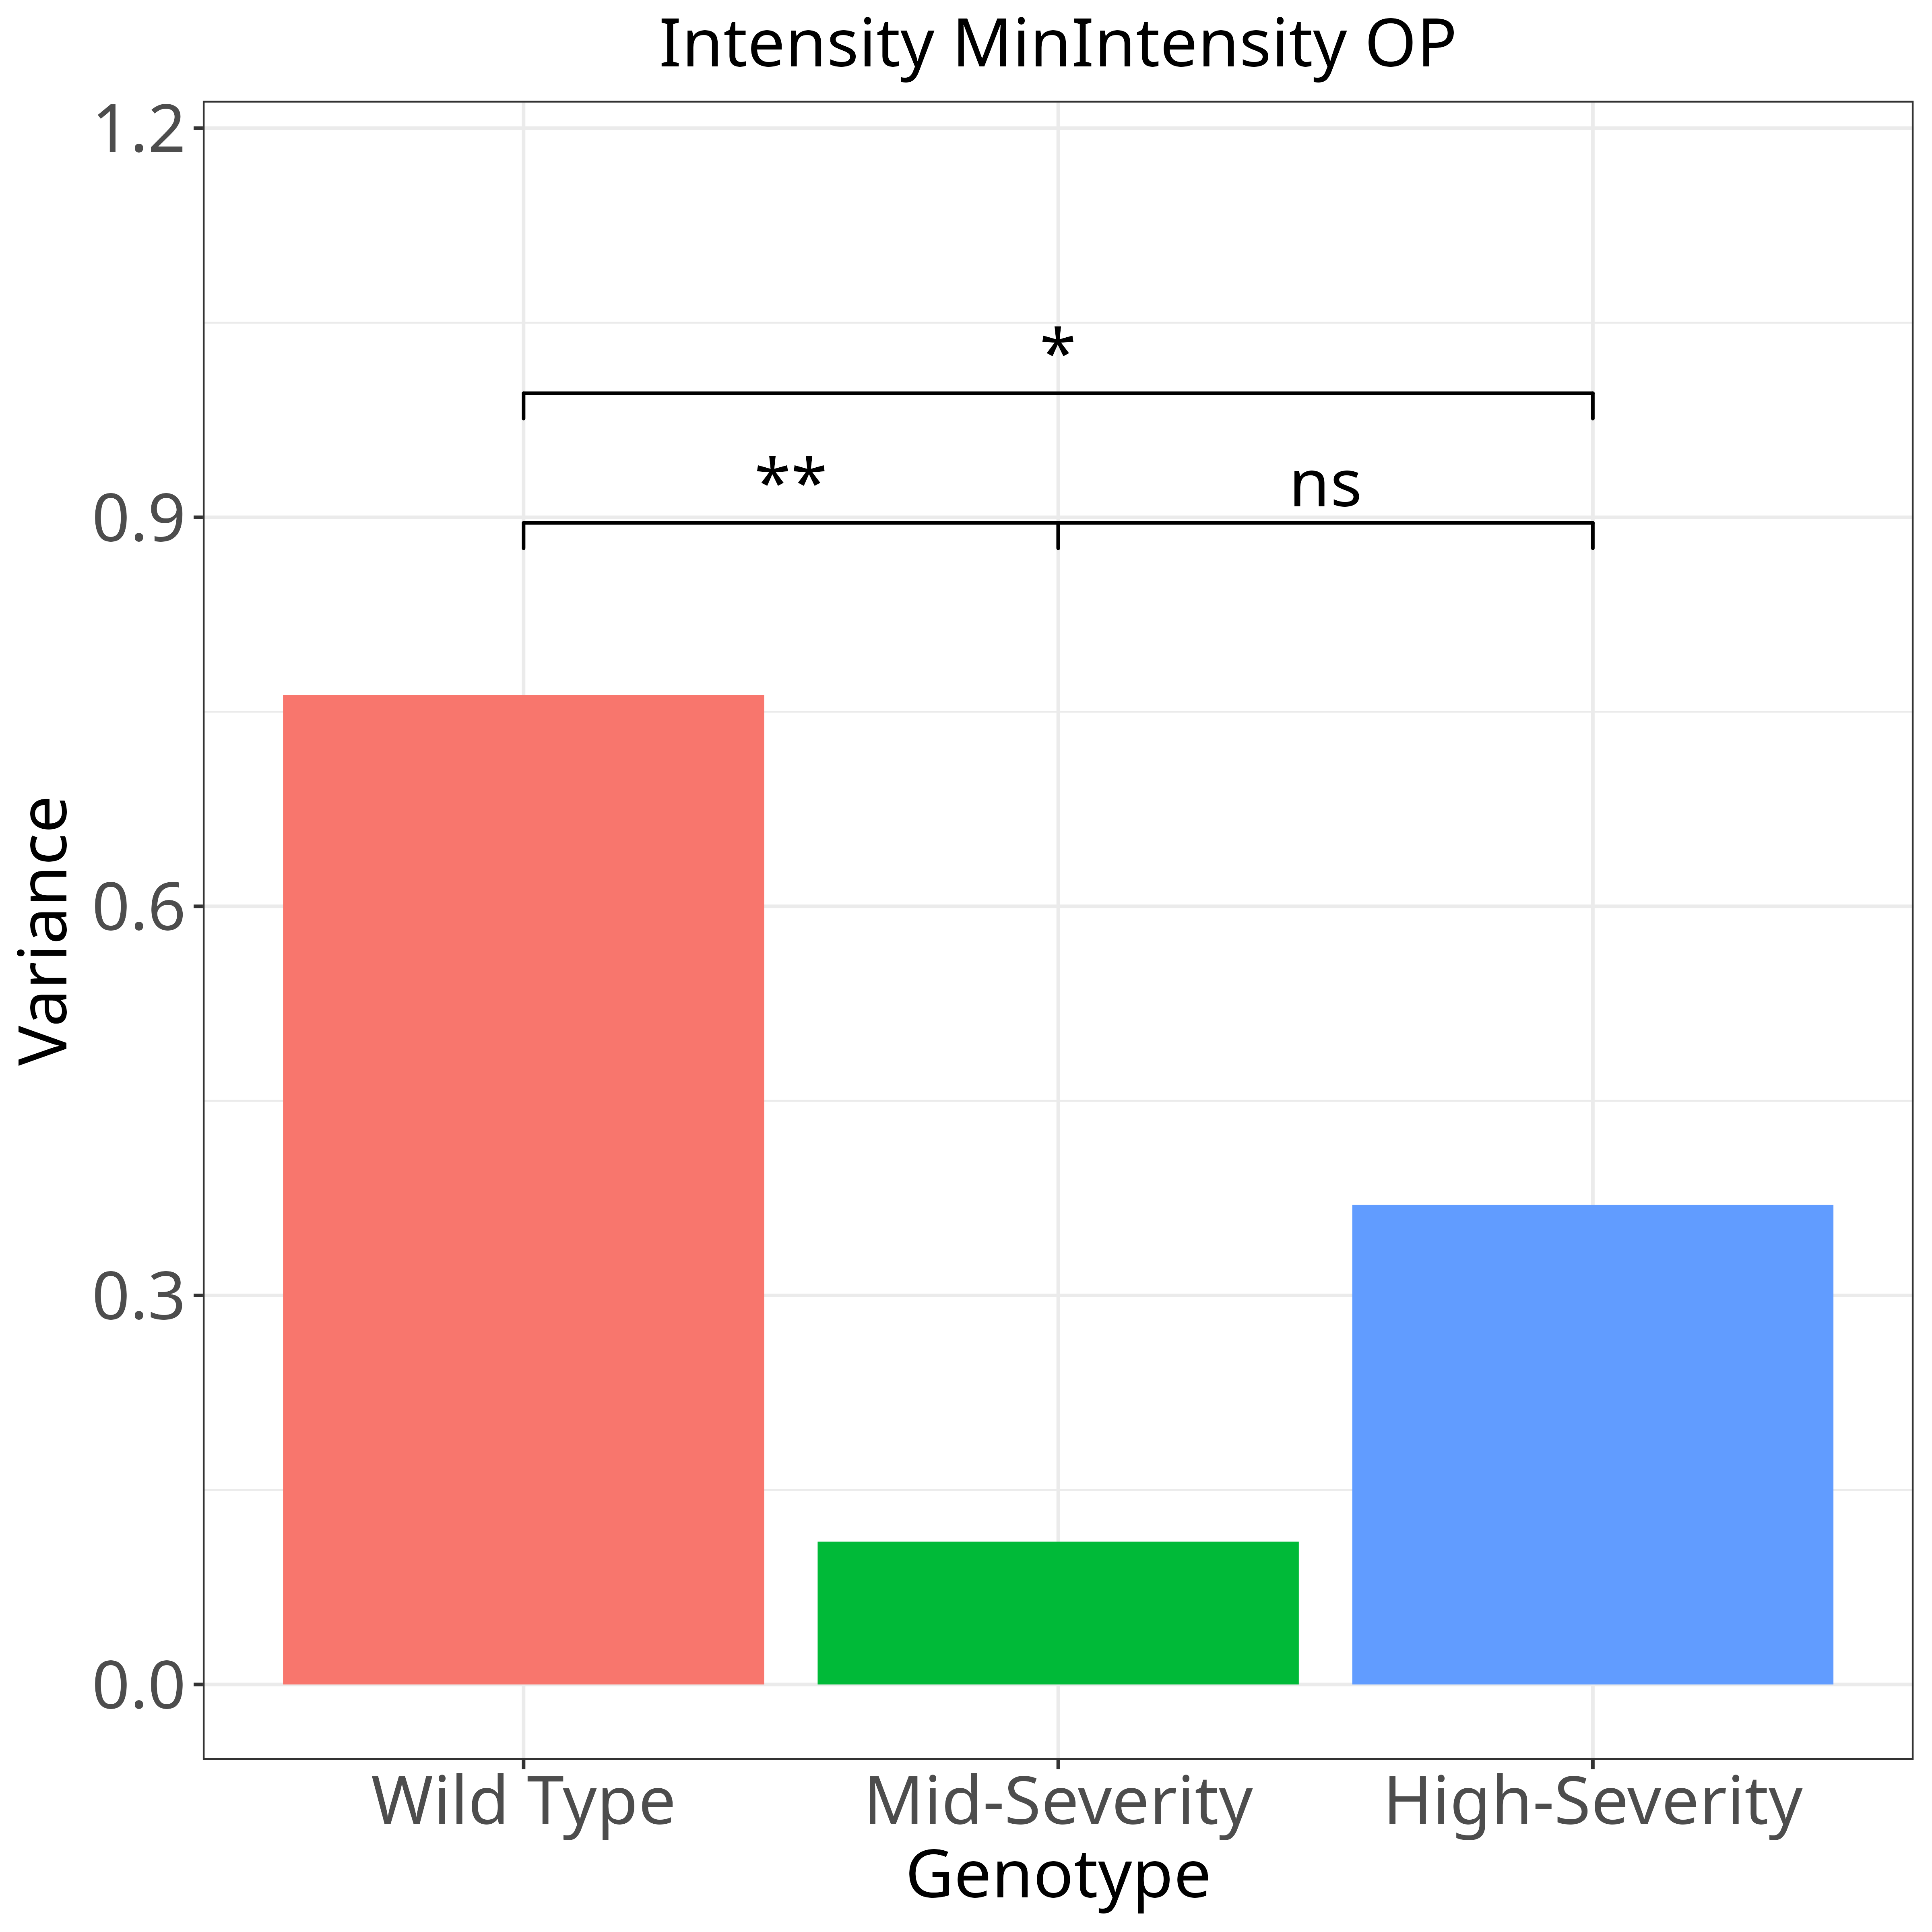 Intensity MinIntensity OP
1.2
*
** ns
0.9
0.6
0.3
0.0
Variance
Wild Type Mid-Severity High-Severity
Genotype